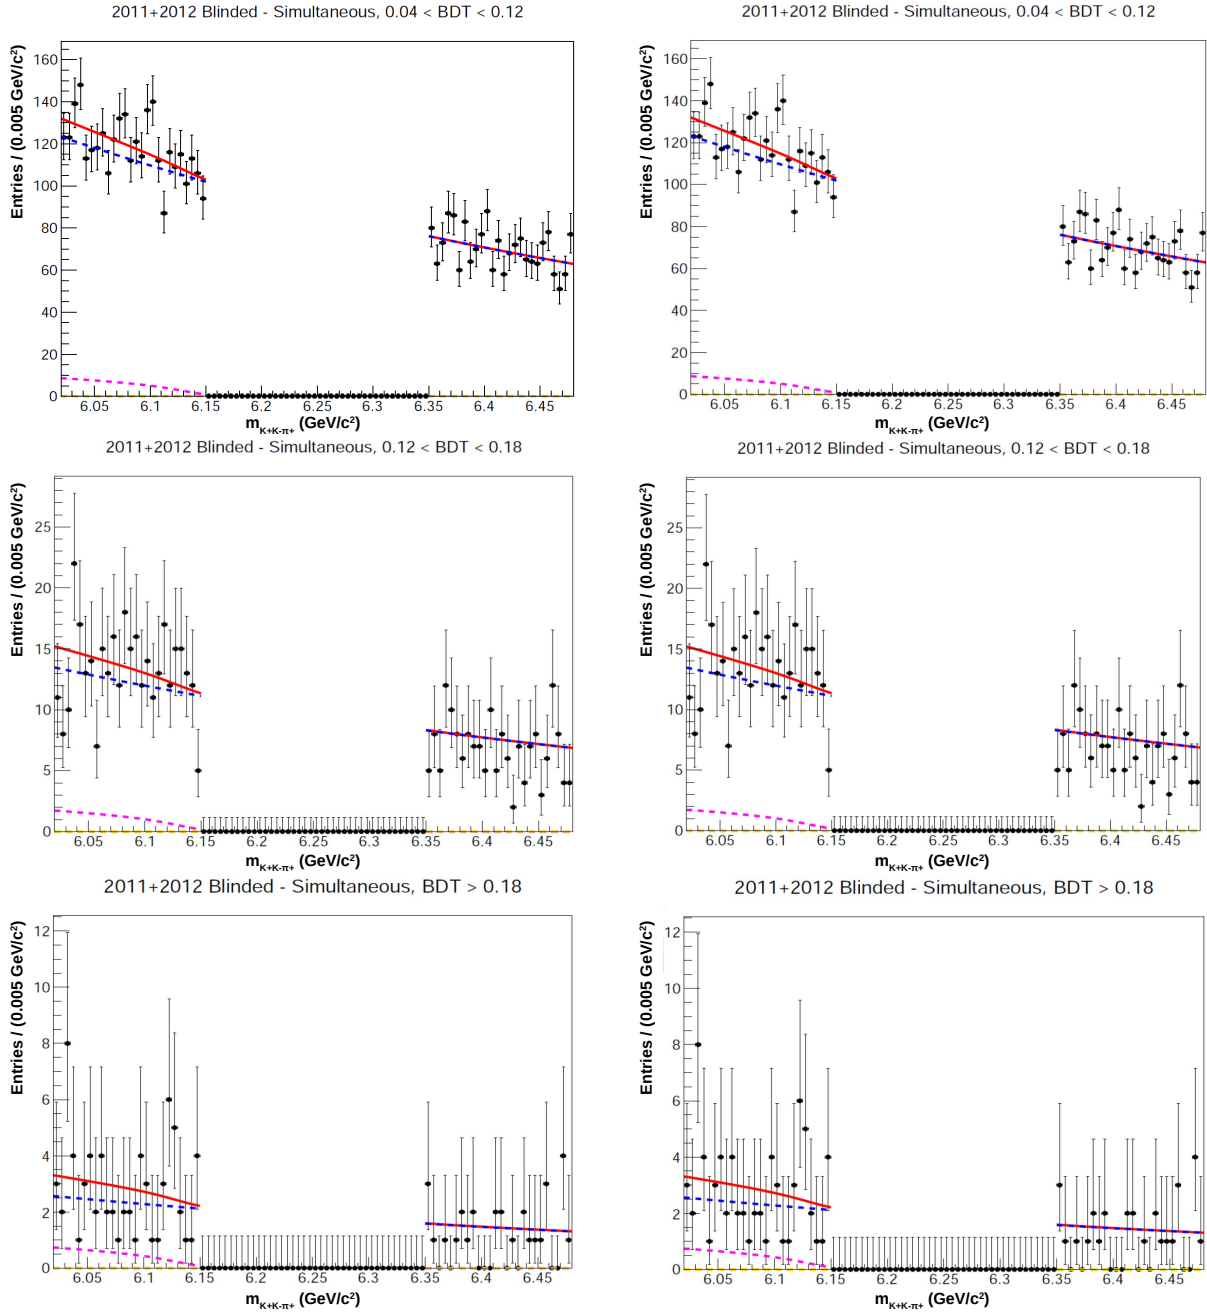 2011+2012 Blinded - Simultaneous, 0.04 < BDT < 0.12
Entries / (0.005 GeV/c²)
160
140
120
100
80
60
40
20
0
6.05 6.1 6.15 6.2 6.25 6.3 6.35 6.4 6.45
m_K+K-π+ (GeV/c²)
2011+2012 Blinded - Simultaneous, 0.04 < BDT < 0.12
Entries / (0.005 GeV/c²)
160
140
120
100
80
60
40
20
0
6.05 6.1 6.15 6.2 6.25 6.3 6.35 6.4 6.45
m_K+K-π+ (GeV/c²)
2011+2012 Blinded - Simultaneous, 0.12 < BDT < 0.18
Entries / (0.005 GeV/c²)
25
20
15
10
5
0
6.05 6.1 6.15 6.2 6.25 6.3 6.35 6.4 6.45
m_K+K-π+ (GeV/c²)
2011+2012 Blinded - Simultaneous, 0.12 < BDT < 0.18
Entries / (0.005 GeV/c²)
25
20
15
10
5
0
6.05 6.1 6.15 6.2 6.25 6.3 6.35 6.4 6.45
m_K+K-π+ (GeV/c²)
2011+2012 Blinded - Simultaneous, BDT > 0.18
Entries / (0.005 GeV/c²)
12
10
8
6
4
2
0
6.05 6.1 6.15 6.2 6.25 6.3 6.35 6.4 6.45
m_K+K-π+ (GeV/c²)
2011+2012 Blinded - Simultaneous, BDT > 0.18
Entries / (0.005 GeV/c²)
12
10
8
6
4
2
0
6.05 6.1 6.15 6.2 6.25 6.3 6.35 6.4 6.45
m_K+K-π+ (GeV/c²)